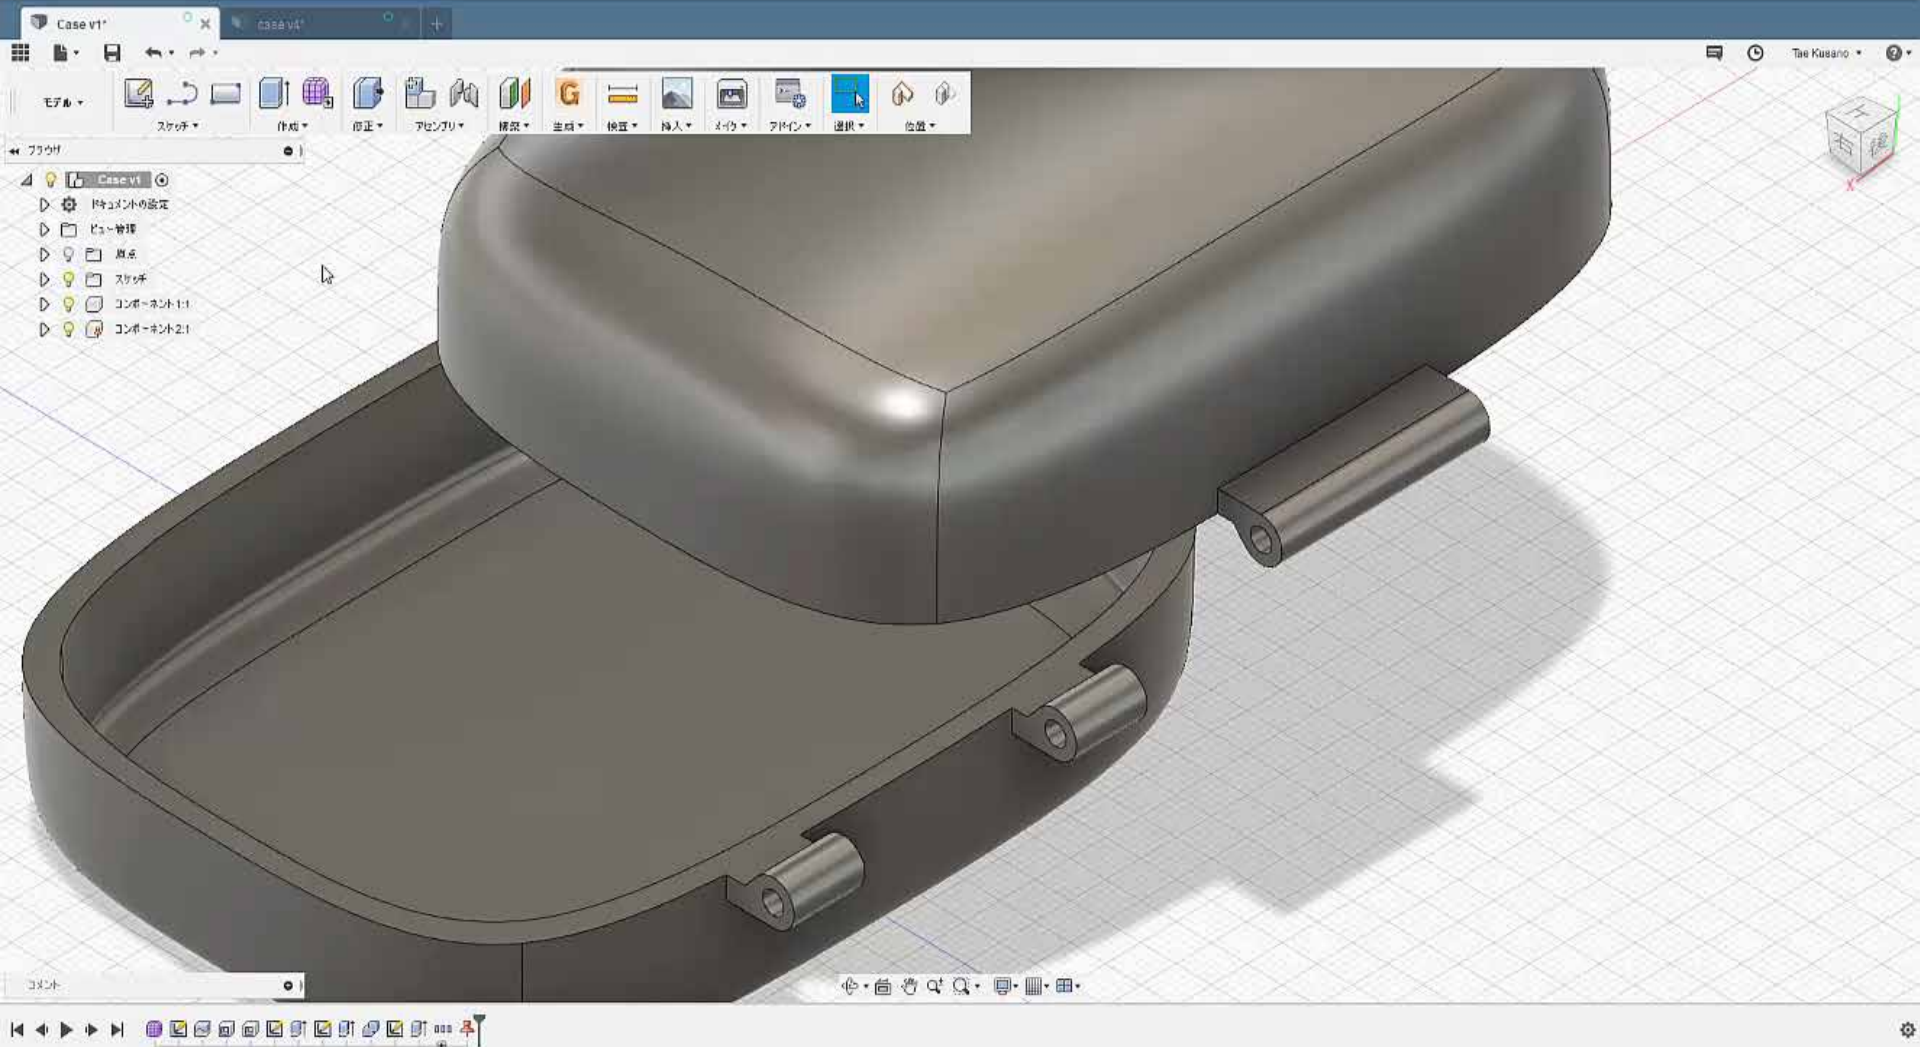 Case v1*
case v4*
Tae Kusano
モデル
スケッチ 作成 修正 アセンブリ 構築 生成 検査 挿入 メイク アドイン 選択 位置
ブラウザ
Case v1
ドキュメントの設定
ビュー管理
原点
スケッチ
コンポーネント1:1
コンポーネント2:1
上
右
後
X
コメント